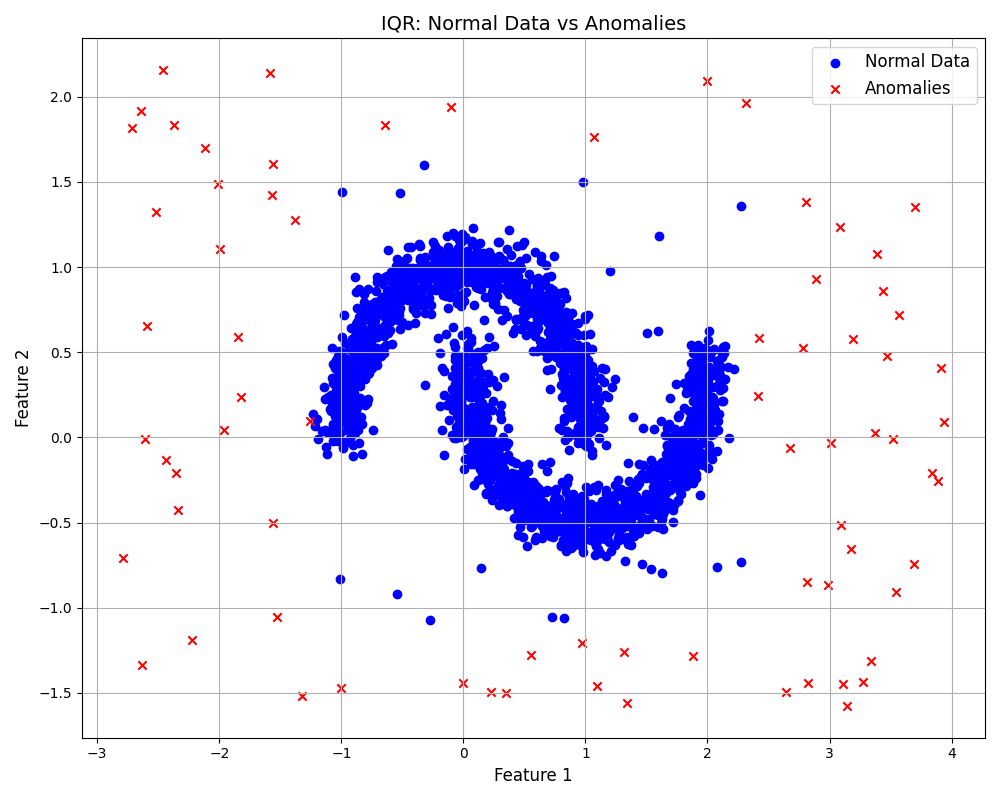 IQR: Normal Data vs Anomalies
Normal Data
Anomalies
Feature 2
2.0
1.5
1.0
0.5
0.0
−0.5
−1.0
−1.5
−3 −2 −1 0 1 2 3 4
Feature 1